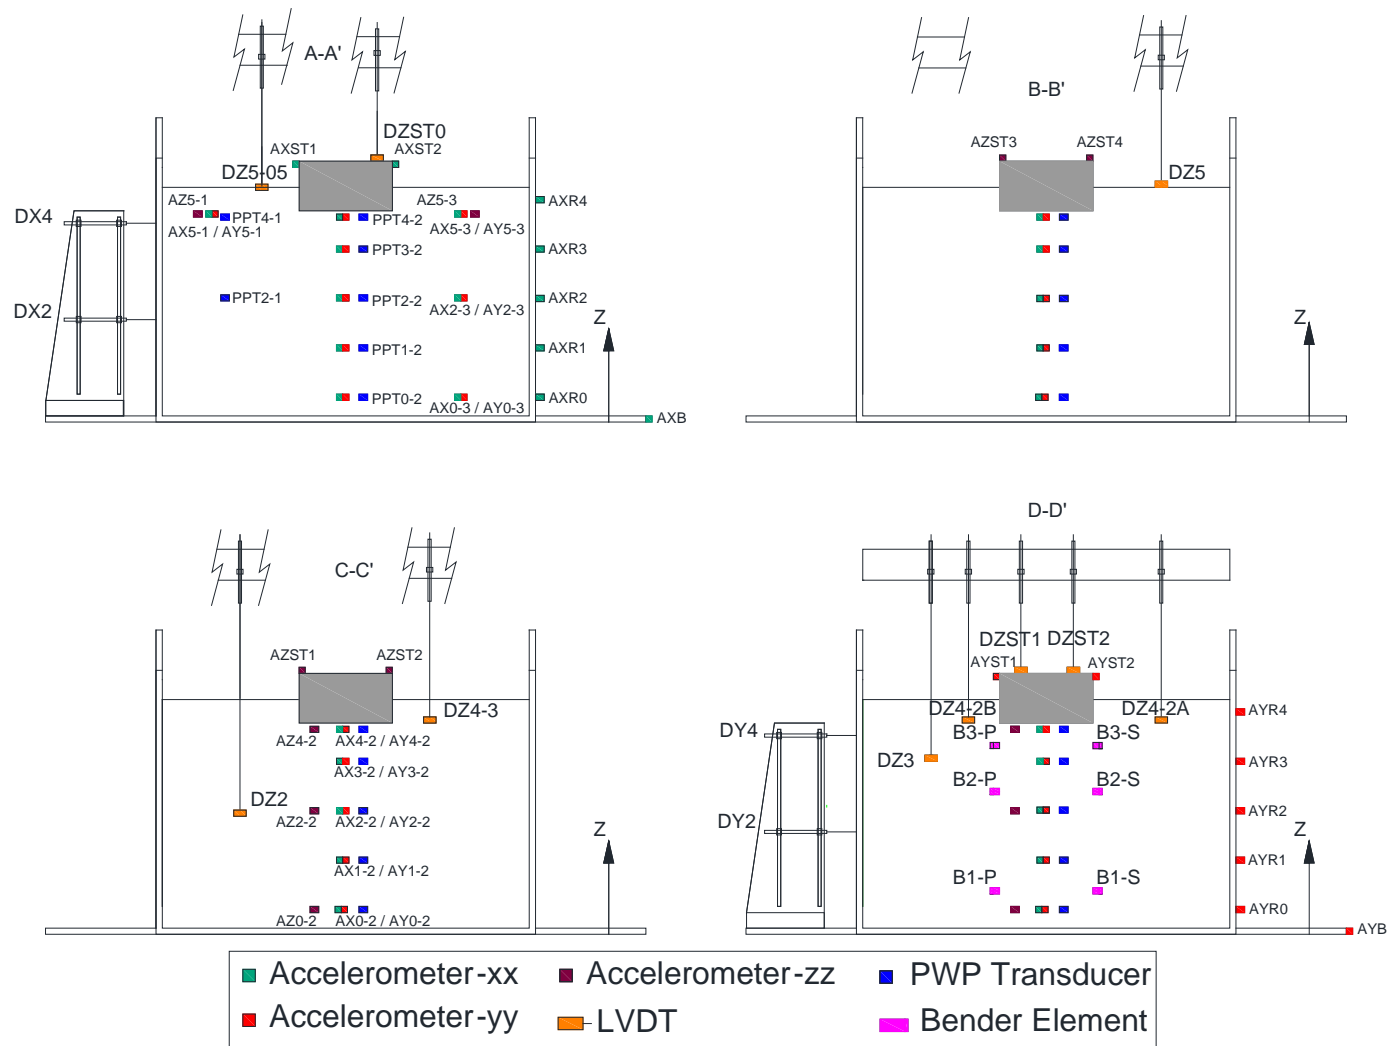 A-A'
DZST0
AXST1
AXST2
DZ5-05
AZ5-1
AZ5-3
AXR4
DX4
PPT4-1
PPT4-2
AX5-1 / AY5-1
AX5-3 / AY5-3
PPT3-2
AXR3
PPT2-1
PPT2-2
AXR2
DX2
AX2-3 / AY2-3
Z
PPT1-2
AXR1
PPT0-2
AXR0
AX0-3 / AY0-3
AXB
B-B'
AZST3
AZST4
DZ5
Z
C-C'
AZST1
AZST2
DZ4-3
AZ4-2
AX4-2 / AY4-2
AX3-2 / AY3-2
DZ2
AZ2-2
AX2-2 / AY2-2
Z
AX1-2 / AY1-2
AZ0-2
AX0-2 / AY0-2
D-D'
DZST1
DZST2
AYST1
AYST2
DZ4-2B
DZ4-2A
AYR4
DY4
B3-P
B3-S
DZ3
AYR3
B2-P
B2-S
AYR2
DY2
Z
AYR1
B1-P
B1-S
AYR0
AYB
Accelerometer-xx
Accelerometer-zz
PWP Transducer
Accelerometer-yy
LVDT
Bender Element